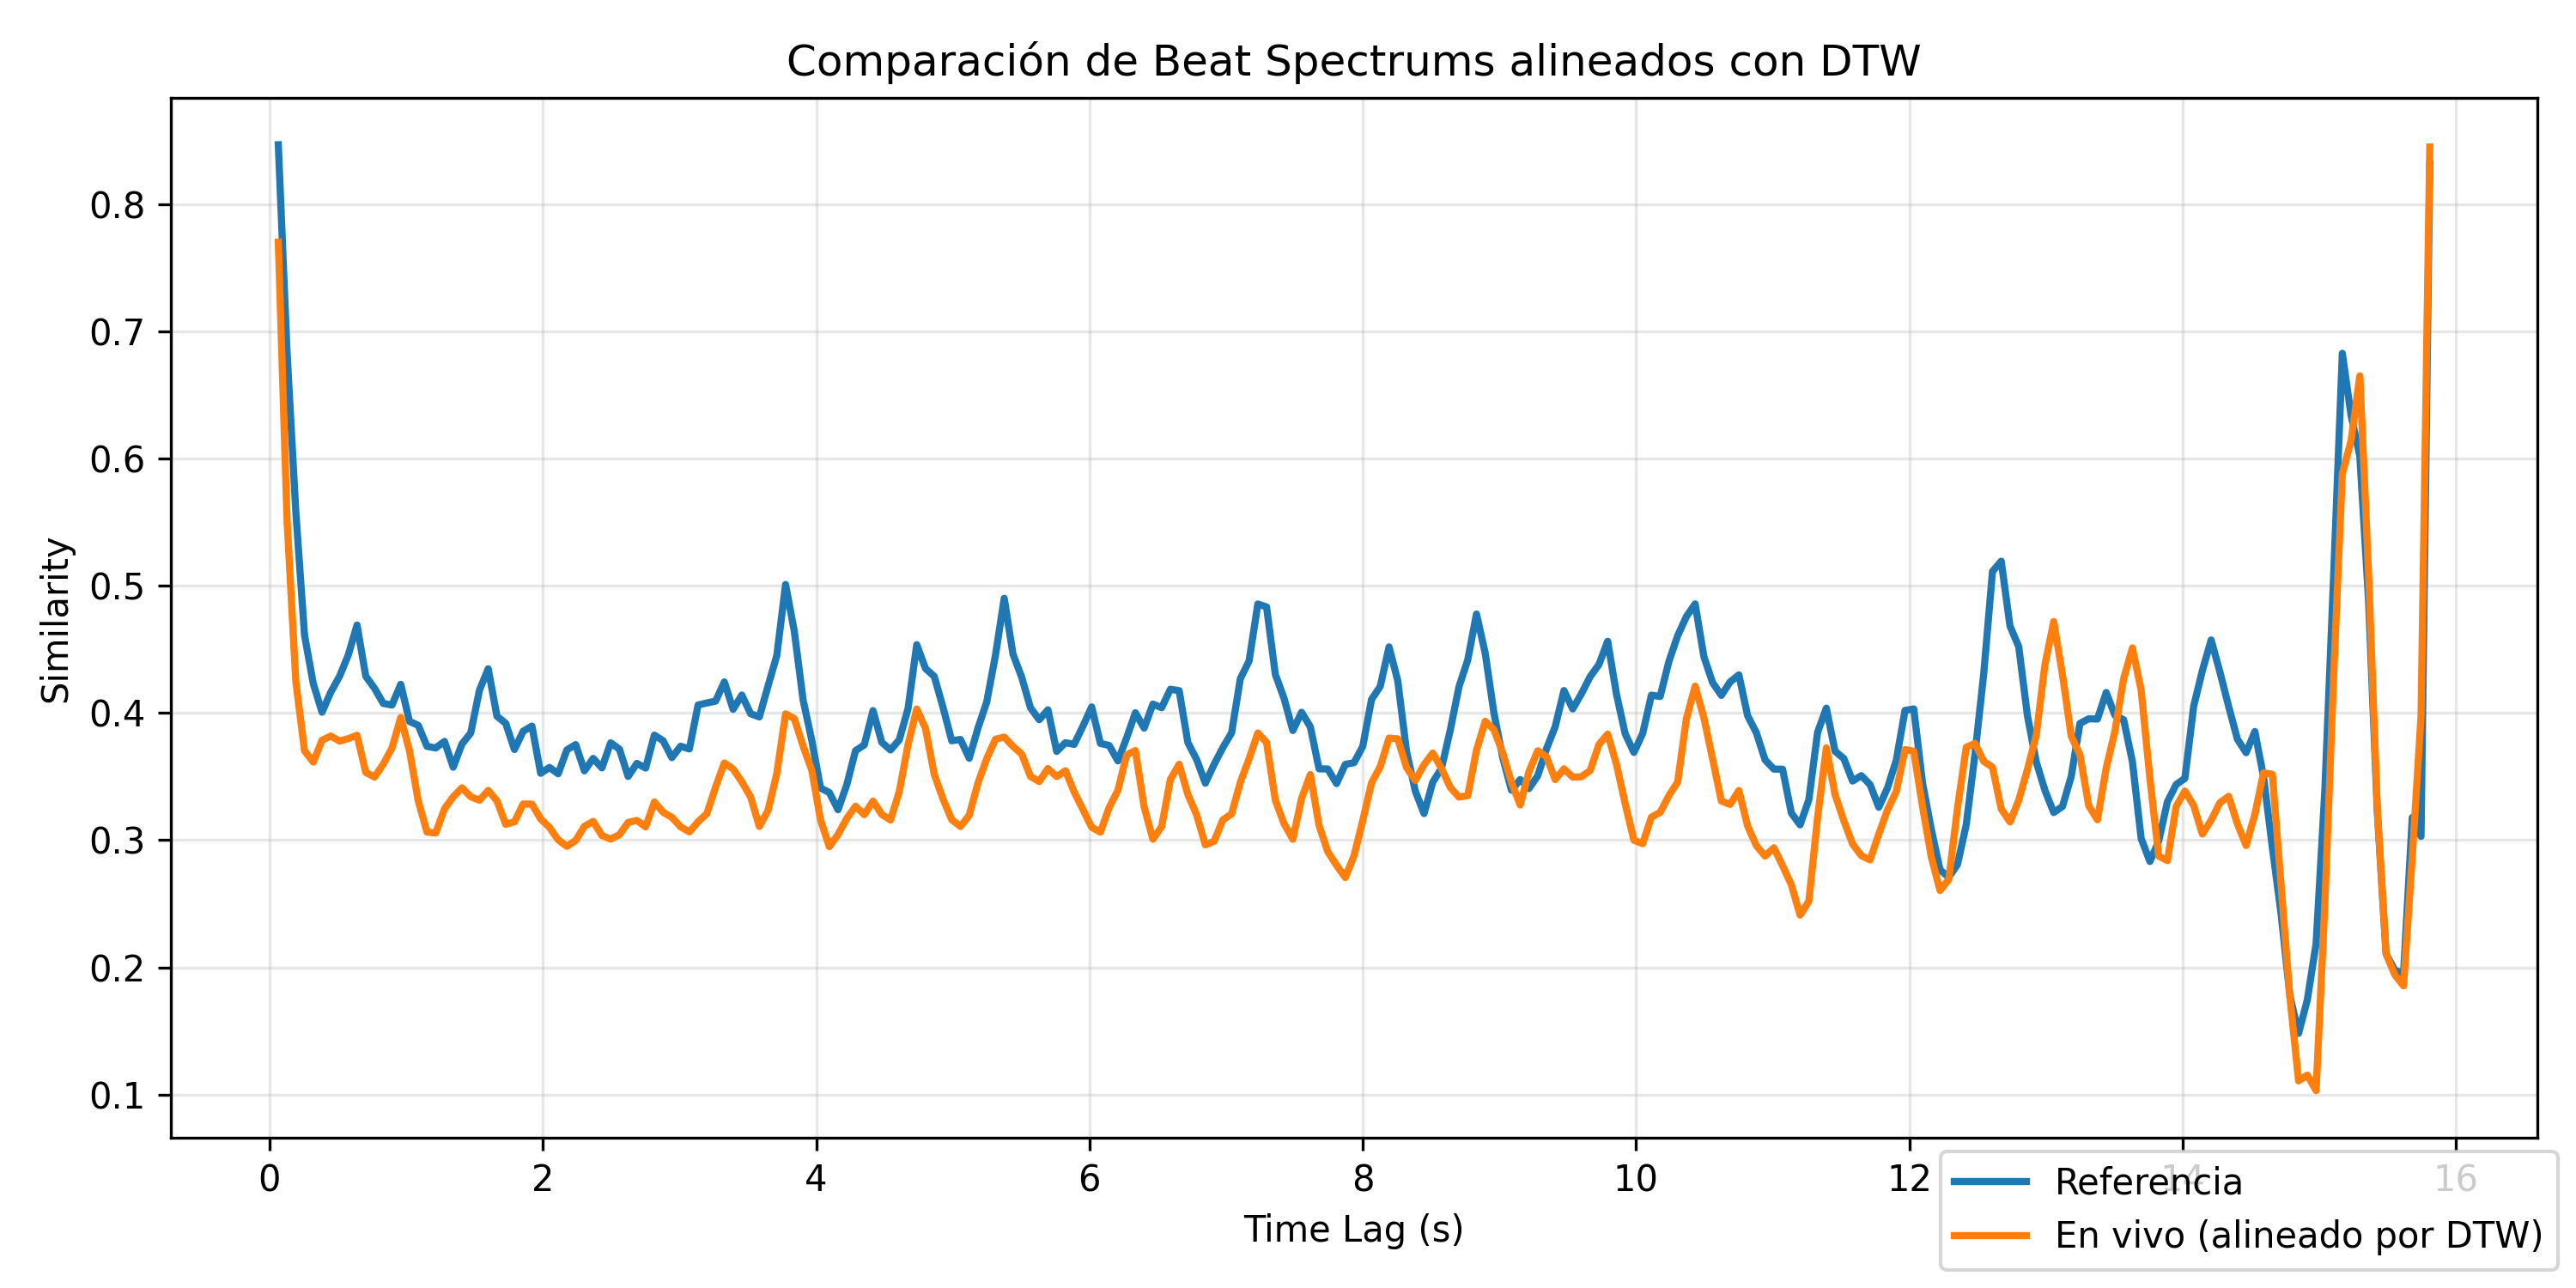 Comparación de Beat Spectrums alineados con DTW
0.8
0.7
0.6
0.5
0.4
0.3
0.2
0.1
Similarity
0 2 4 6 8 10 12 14 16
Time Lag (s)
Referencia
En vivo (alineado por DTW)